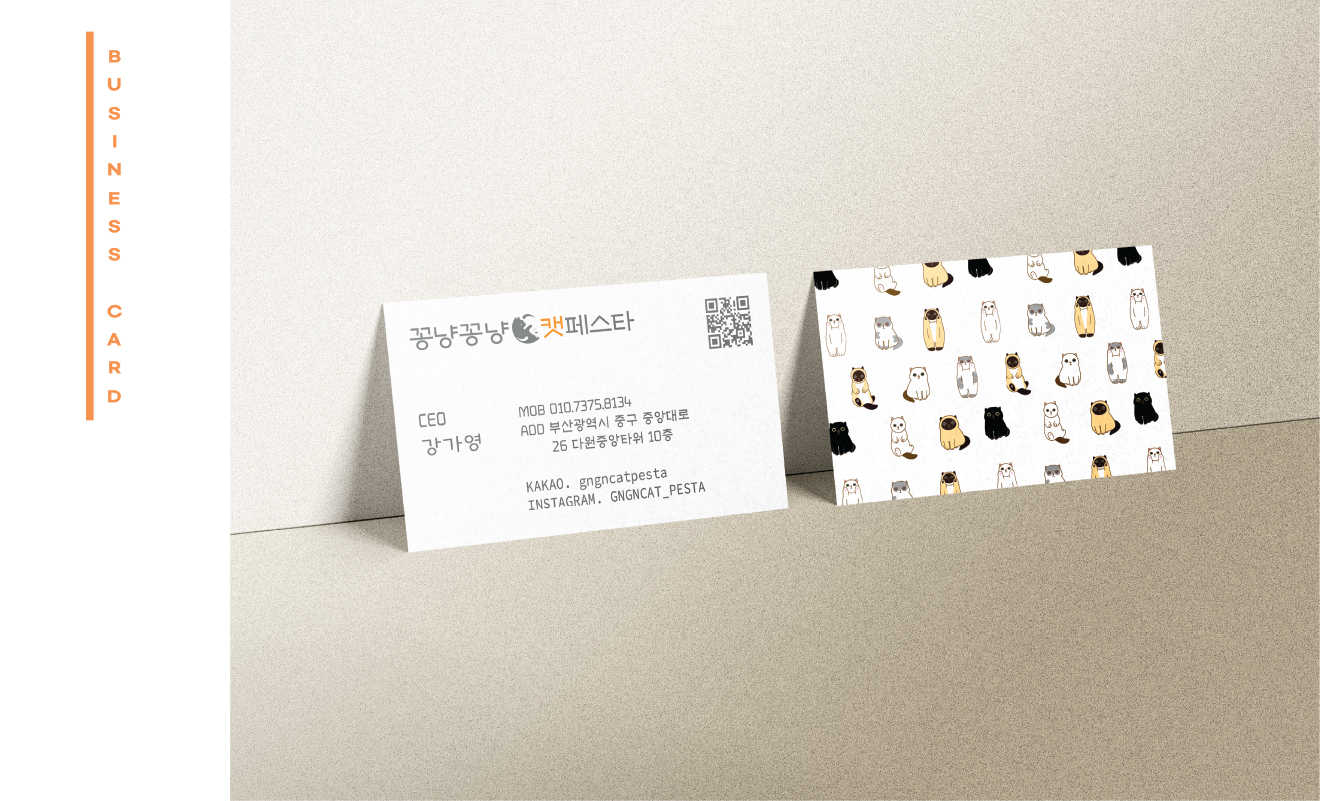 BUSINESS CARD
꽁냥꽁냥 캣페스타
CEO
강가영
MOB 010.7375.8134
ADD 부산광역시 중구 중앙대로
26 다원중앙타워 10층
KAKAO. gngncatpesta
INSTAGRAM. GNGNCAT_PESTA